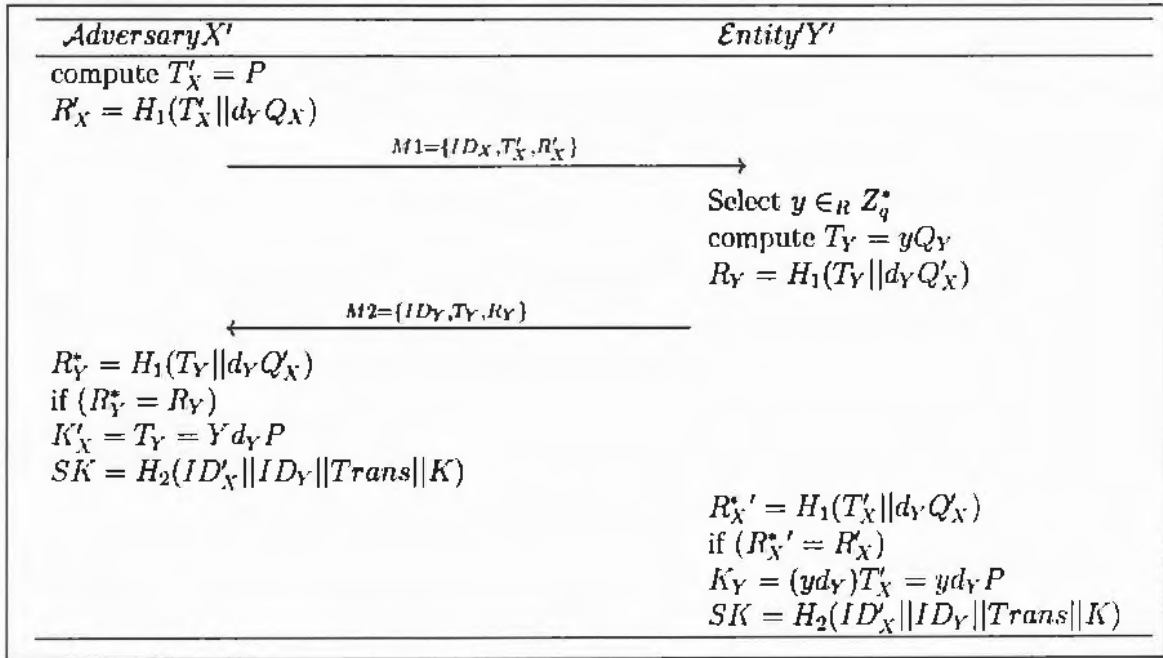 AdversaryX′ Entity′Y′
compute T′_X = P
R′_X = H_1(T′_X||d_Y Q_X)
M1={ID_X,T′_X,R′_X}
Select y ∈_R Z*_q
compute T_Y = yQ_Y
R_Y = H_1(T_Y||d_Y Q′_X)
M2={ID_Y,T_Y,R_Y}
R*_Y = H_1(T_Y||d_Y Q′_X)
if (R*_Y = R_Y)
K′_X = T_Y = Y d_Y P
SK = H_2(ID′_X||ID_Y||Trans||K)
R*_X′ = H_1(T′_X||d_Y Q′_X)
if (R*_X′ = R′_X)
K_Y = (yd_Y)T′_X = yd_Y P
SK = H_2(ID′_X||ID_Y||Trans||K)